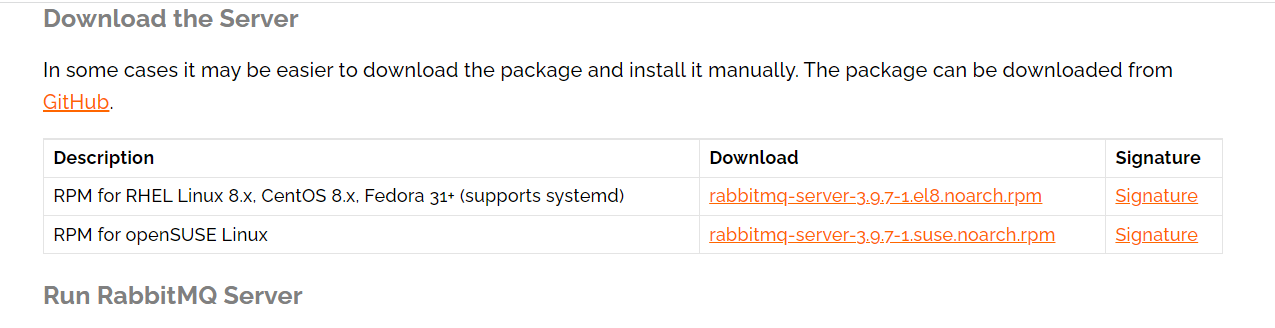 Download the Server
In some cases it may be easier to download the package and install it manually. The package can be downloaded from
GitHub.
Description Download Signature
RPM for RHEL Linux 8.x, CentOS 8.x, Fedora 31+ (supports systemd) rabbitmq-server-3.9.7-1.el8.noarch.rpm Signature
RPM for openSUSE Linux rabbitmq-server-3.9.7-1.suse.noarch.rpm Signature
Run RabbitMQ Server